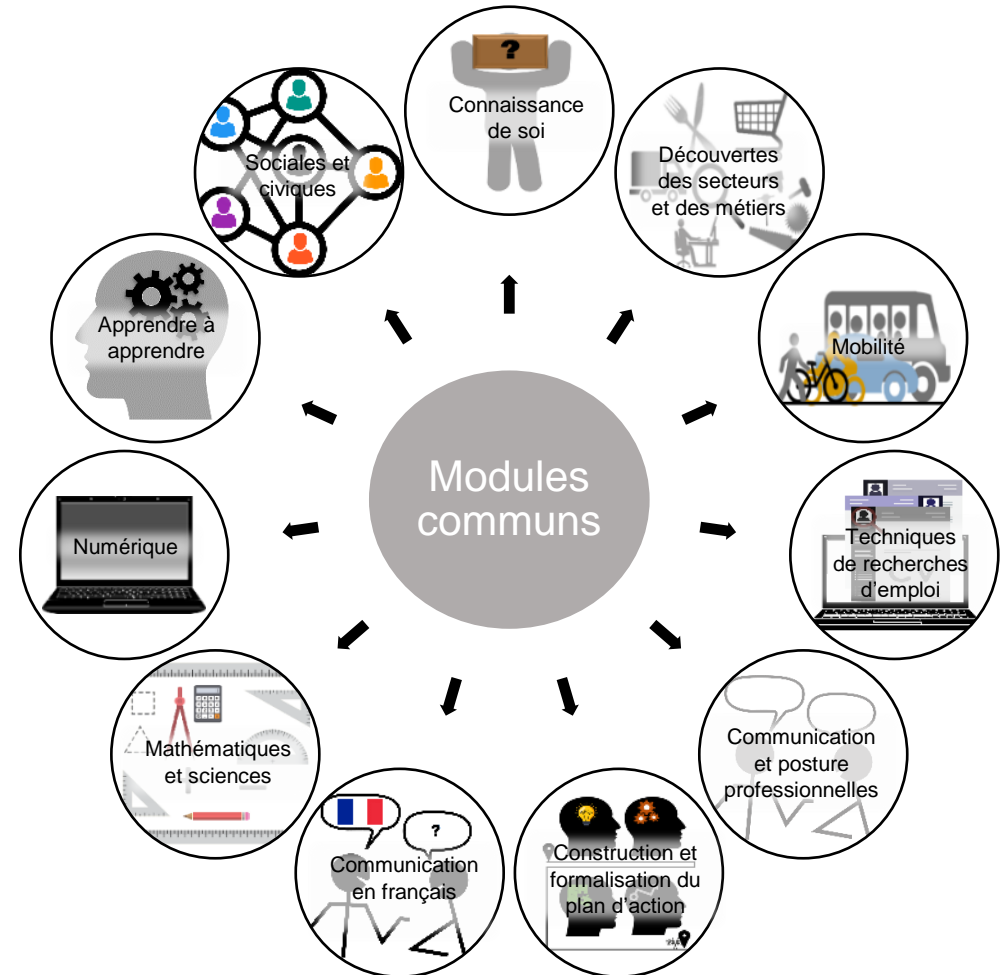 ?
Connaissance
de soi
Découvertes
des secteurs
et des métiers
Mobilité
Techniques
de recherches
d'emploi
Communication
et posture
professionnelles
Construction et
formalisation du
plan d'action
?
Communication
en français
Mathématiques
et sciences
Numérique
Apprendre à
apprendre
Sociales et
civiques
Modules
communs
CV